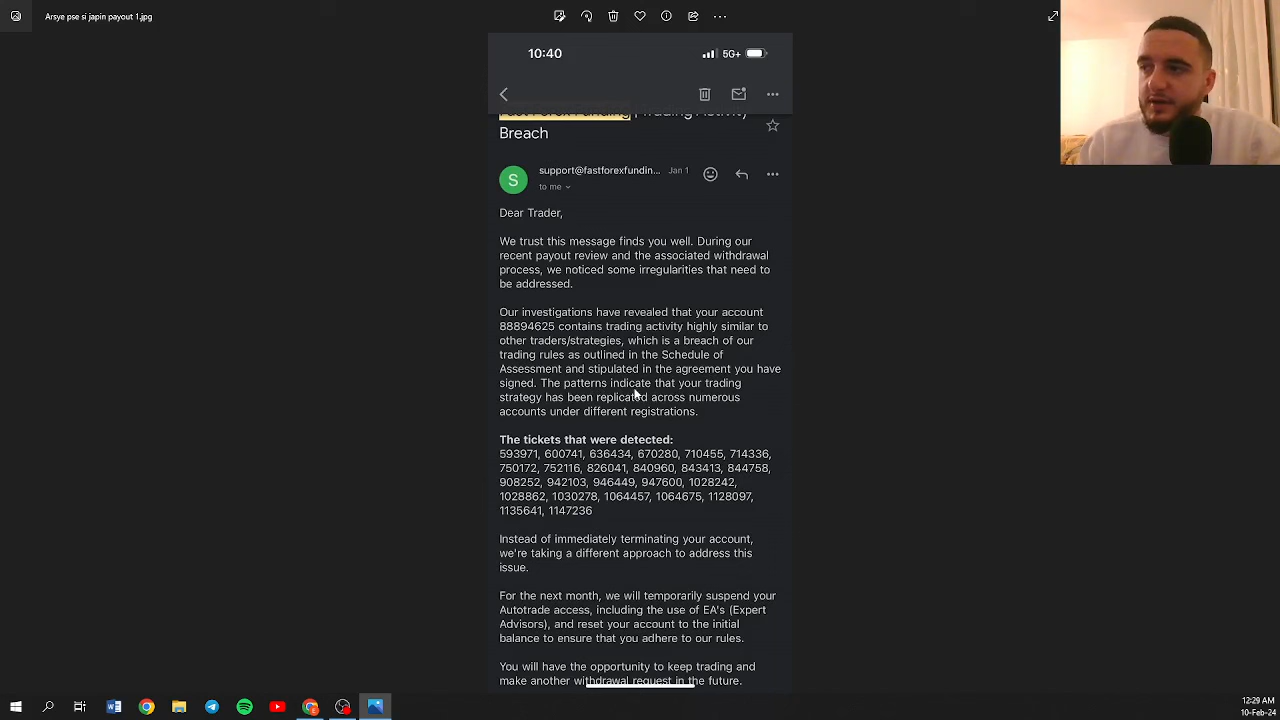 Arsye pse si japin payout 1.jpg
10:40
5G+
Fast Forex Funding | Trading Activity
Breach
support@fastforexfundin... Jan 1
S
to me
Dear Trader,
We trust this message finds you well. During our
recent payout review and the associated withdrawal
process, we noticed some irregularities that need to
be addressed.
Our investigations have revealed that your account
88894625 contains trading activity highly similar to
other traders/strategies, which is a breach of our
trading rules as outlined in the Schedule of
Assessment and stipulated in the agreement you have
signed. The patterns indicate that your trading
strategy has been replicated across numerous
accounts under different registrations.
The tickets that were detected:
593971, 600741, 636434, 670280, 710455, 714336,
750172, 752116, 826041, 840960, 843413, 844758,
908252, 942103, 946449, 947600, 1028242,
1028862, 1030278, 1064457, 1064675, 1128097,
1135641, 1147236
Instead of immediately terminating your account,
we're taking a different approach to address this
issue.
For the next month, we will temporarily suspend your
Autotrade access, including the use of EA's (Expert
Advisors), and reset your account to the initial
balance to ensure that you adhere to our rules.
You will have the opportunity to keep trading and
make another withdrawal request in the future.
12:29 AM
10-Feb-24